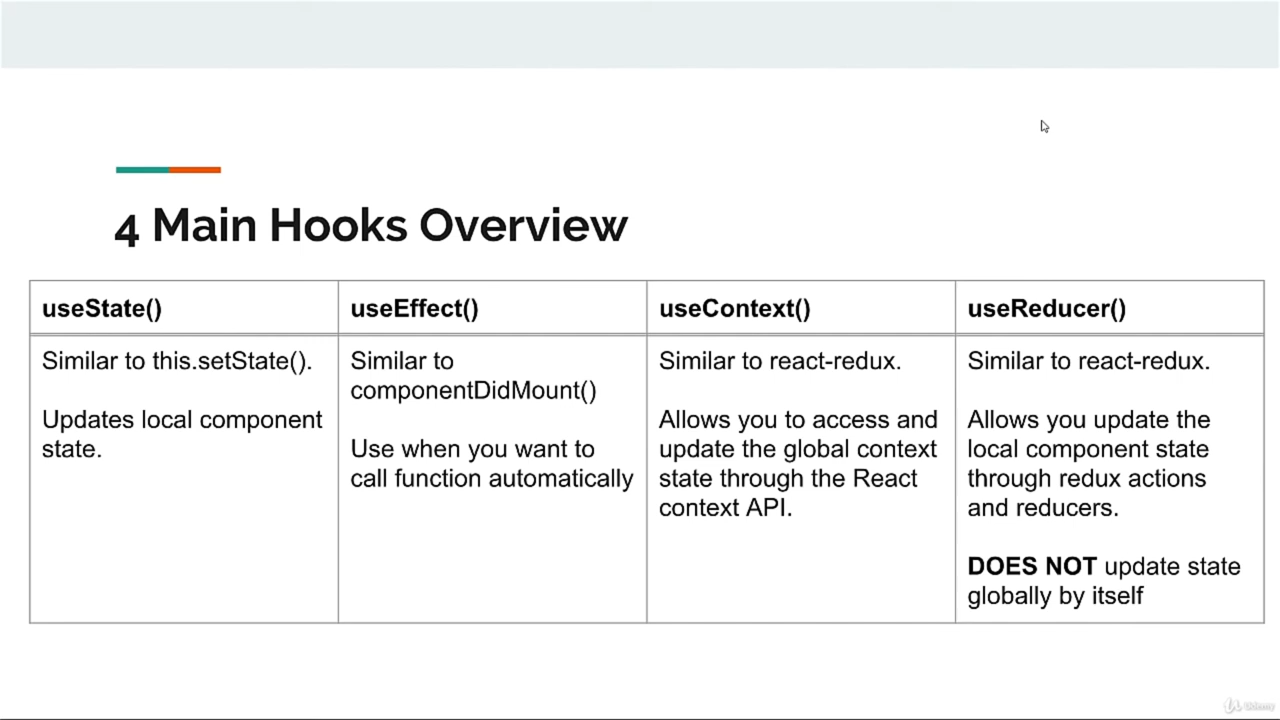 4 Main Hooks Overview
useState()
Similar to this.setState().
Updates local component
state.
useEffect()
Similar to
componentDidMount()
Use when you want to
call function automatically
useContext()
Similar to react-redux.
Allows you to access and
update the global context
state through the React
context API.
useReducer()
Similar to react-redux.
Allows you update the
local component state
through redux actions
and reducers.
DOES NOT update state
globally by itself
Udemy